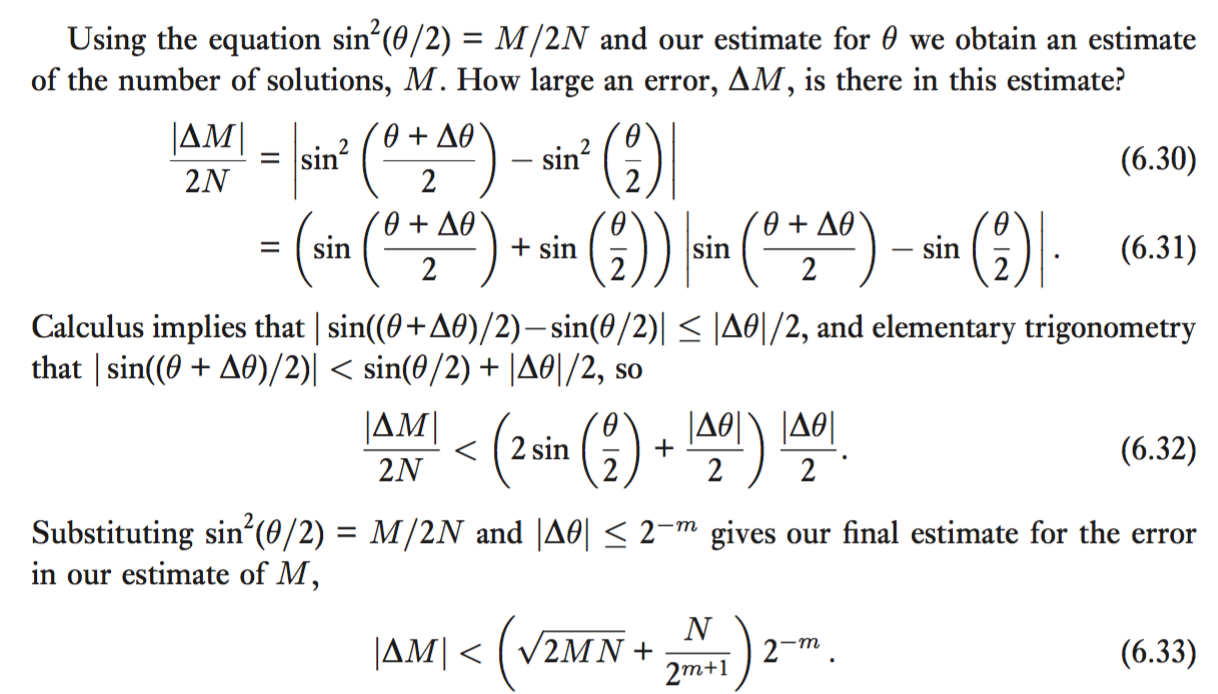 Using the equation sin²(θ/2) = M/2N and our estimate for θ we obtain an estimate
of the number of solutions, M. How large an error, ΔM, is there in this estimate?
|ΔM|/2N = |sin²((θ + Δθ)/2) − sin²(θ/2)| (6.30)
= (sin((θ + Δθ)/2) + sin(θ/2)) |sin((θ + Δθ)/2) − sin(θ/2)|. (6.31)
Calculus implies that | sin((θ+Δθ)/2)−sin(θ/2)| ≤ |Δθ|/2, and elementary trigonometry
that | sin((θ + Δθ)/2)| < sin(θ/2) + |Δθ|/2, so
|ΔM|/2N < (2 sin(θ/2) + |Δθ|/2) |Δθ|/2. (6.32)
Substituting sin²(θ/2) = M/2N and |Δθ| ≤ 2⁻ᵐ gives our final estimate for the error
in our estimate of M,
|ΔM| < (√(2MN) + N/2ᵐ⁺¹) 2⁻ᵐ. (6.33)